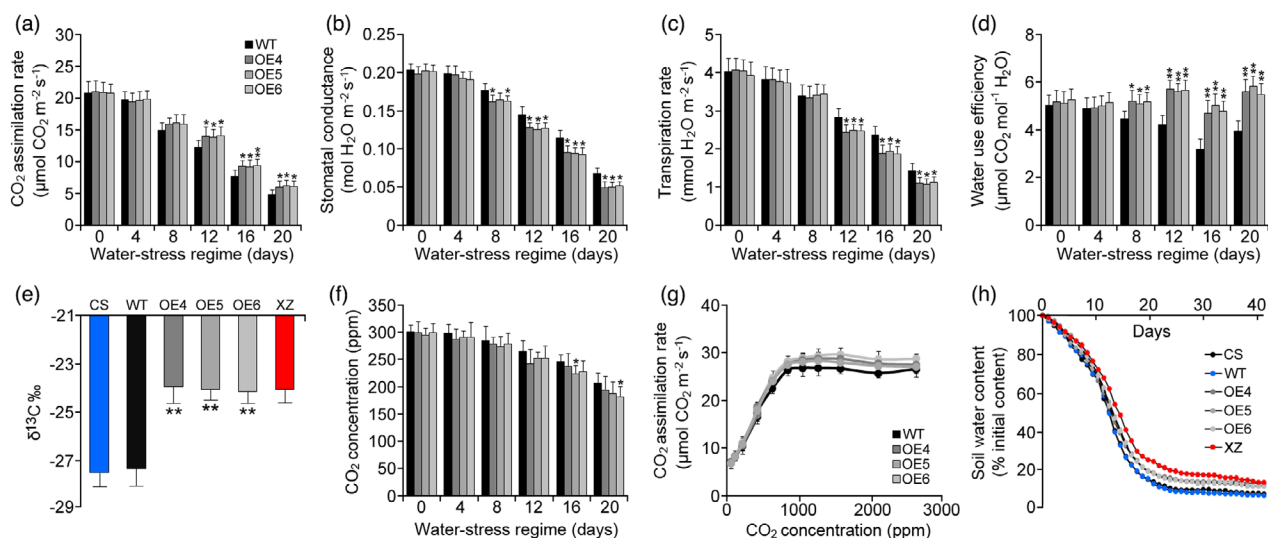 (a)
CO2 assimilation rate
(µmol CO2 m-2 s-1)
30
25
20
15
10
5
0
WT
OE4
OE5
OE6
* * *
* * **
* * *
0 4 8 12 16 20
Water-stress regime (days)
(b)
Stomatal conductance
(mol H2O m-2 s-1)
0.25
0.20
0.15
0.10
0.05
0
* * *
* * *
* * *
* * *
0 4 8 12 16 20
Water-stress regime (days)
(c)
Transpiration rate
(mmol H2O m-2 s-1)
5
4
3
2
1
0
* * *
* * *
* * *
0 4 8 12 16 20
Water-stress regime (days)
(d)
Water use efficiency
(µmol CO2 mol-1 H2O)
8
6
4
2
0
* * *
** ** **
** ** **
** ** **
0 4 8 12 16 20
Water-stress regime (days)
(e)
CS WT OE4 OE5 OE6 XZ
δ13C ‰
-21
-23
-25
-27
-28
-29
** ** **
(f)
CO2 concentration (ppm)
350
300
250
200
150
100
50
0
*
*
0 4 8 12 16 20
Water-stress regime (days)
(g)
CO2 assimilation rate
(µmol CO2 m-2 s-1)
40
30
20
10
0
WT
OE4
OE5
OE6
0 1000 2000 3000
CO2 concentration (ppm)
(h)
0 10 20 30 41
Days
Soil water content
(% initial content)
100
80
60
40
20
0
CS
WT
OE4
OE5
OE6
XZ